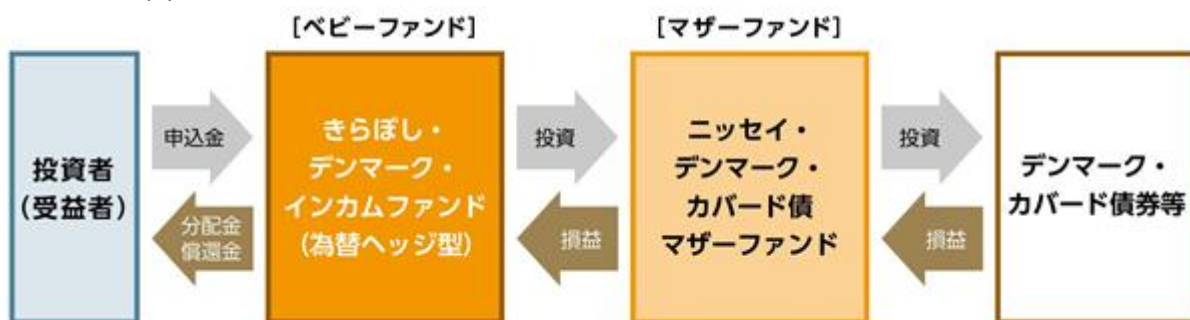 [ベビーファンド]
[マザーファンド]
投資者
(受益者)
申込金
分配金
償還金
きらぼし・
デンマーク・
インカムファンド
(為替ヘッジ型)
投資
損益
ニッセイ・
デンマーク・
カバード債
マザーファンド
投資
損益
デンマーク・
カバード債券等